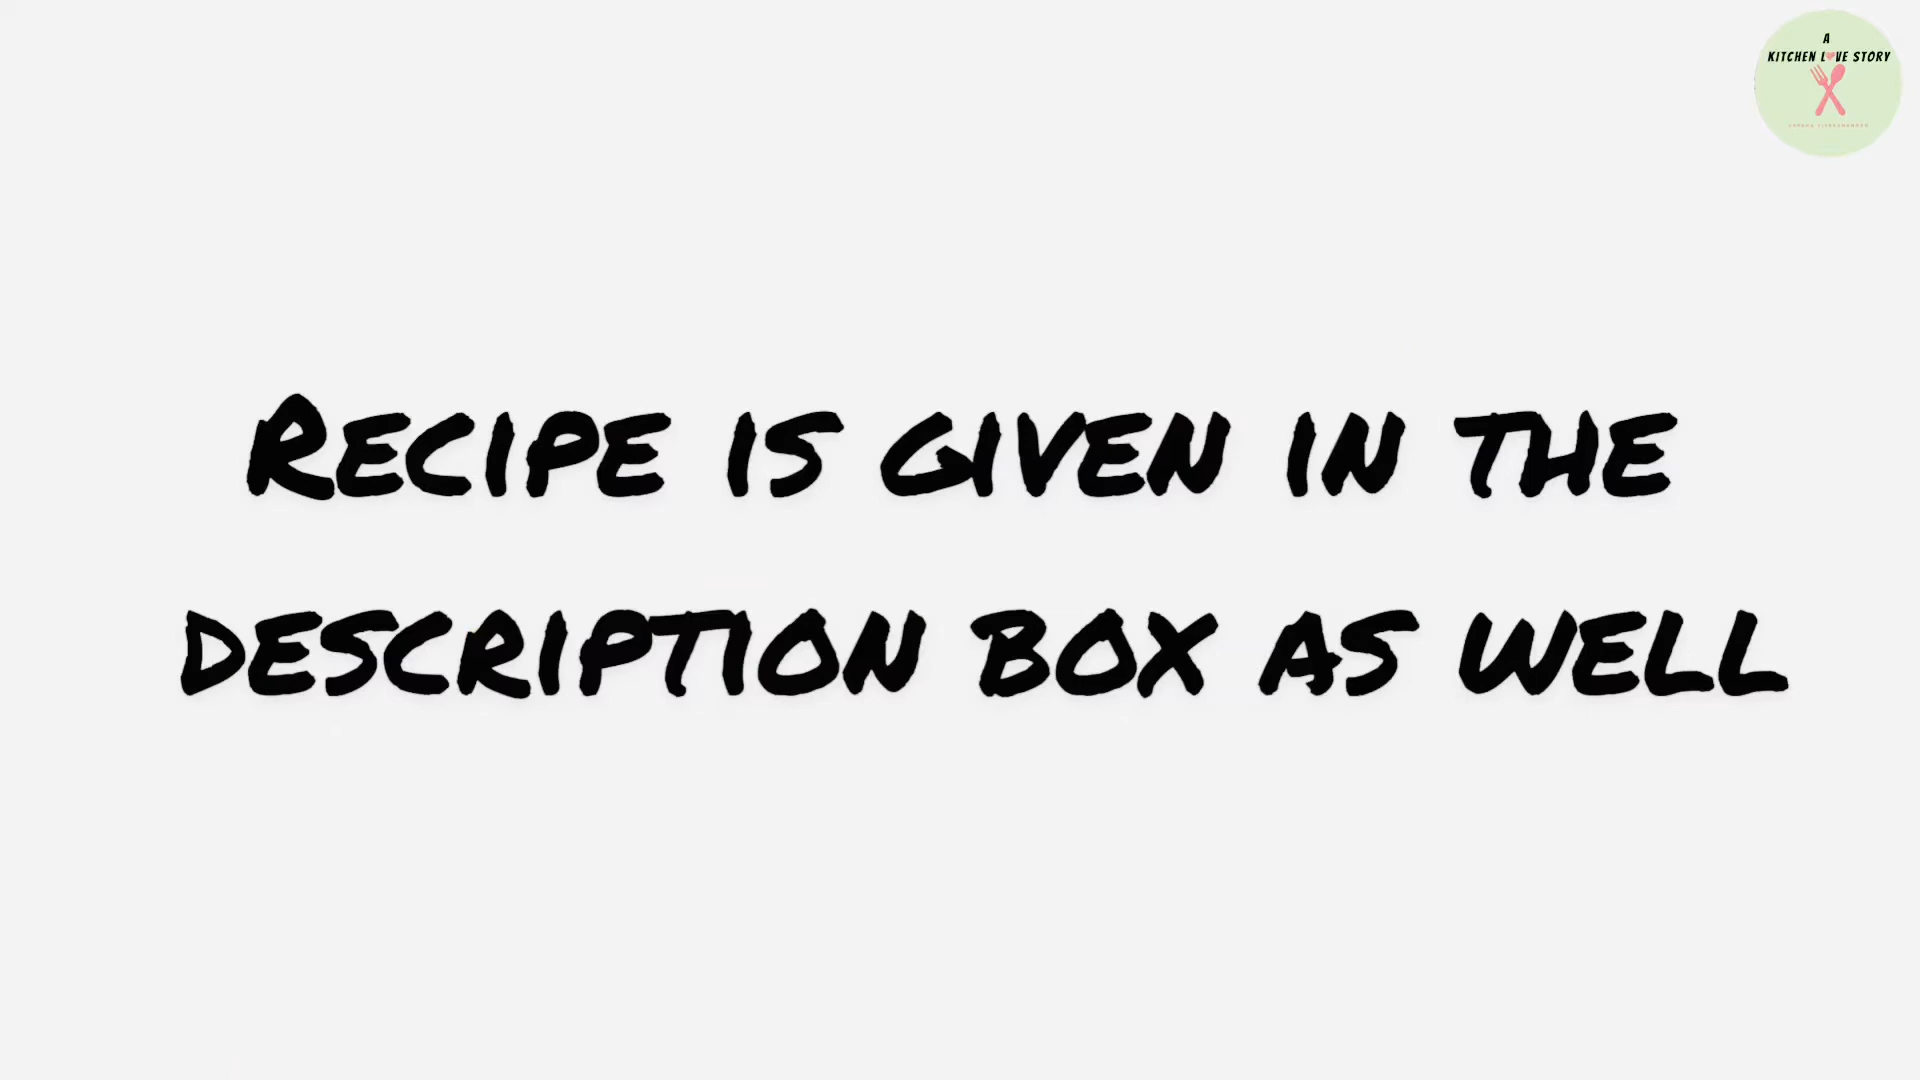 A
KITCHEN LOVE STORY
RECIPE IS GIVEN IN THE
DESCRIPTION BOX AS WELL